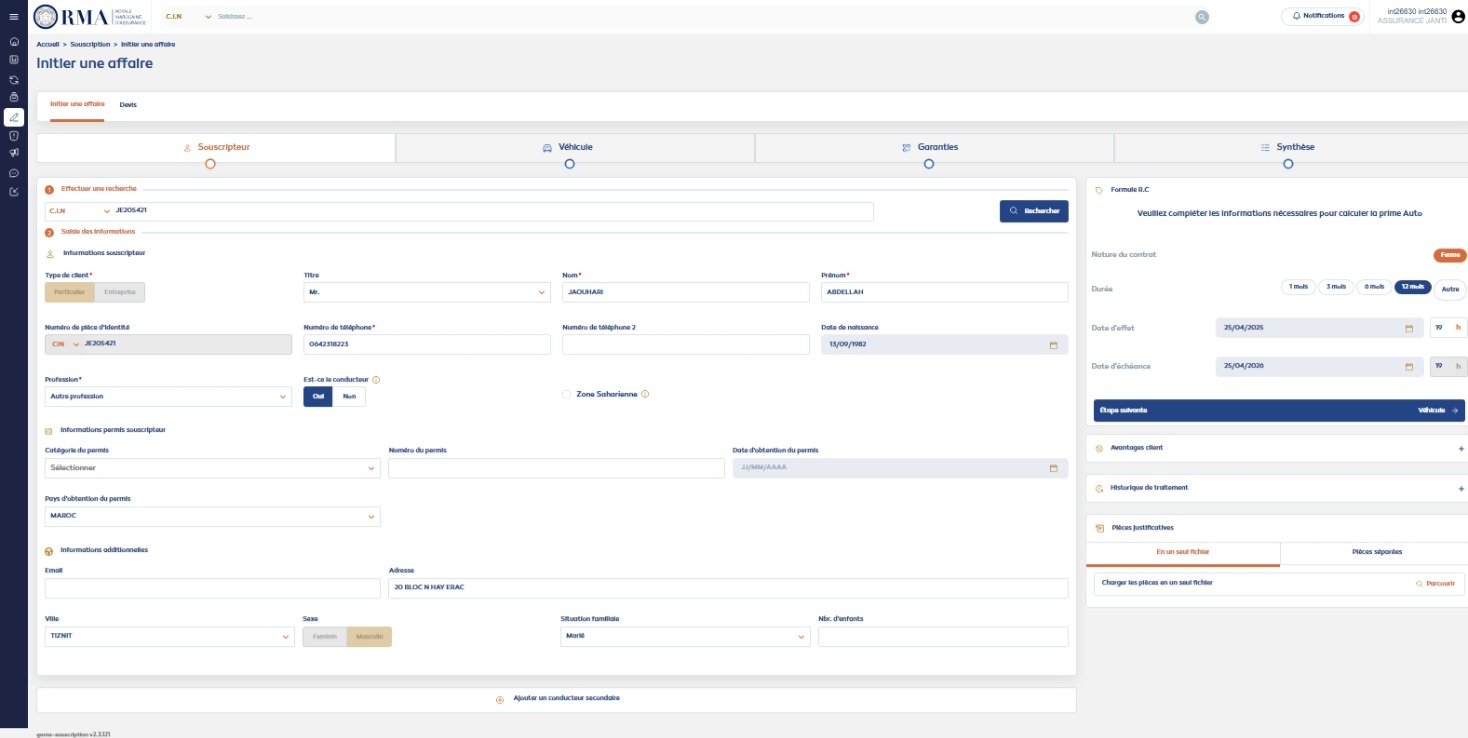 RMA ROYALE MAROCAINE D'ASSURANCE
C.I.N Saisissez ...
Notifications 0
int26630 int26630
ASSURANCE JANTI
Accueil > Souscription > Initier une affaire
Initier une affaire
Initier une affaire Devis
Souscripteur Véhicule Garanties Synthèse
1 Effectuer une recherche
C.I.N JE205421 Rechercher
2 Saisie des informations
Informations souscripteur
Type de client* Titre Nom* Prénom*
Particulier Entreprise Mr. JAOUHARI ABDELLAH
Numéro de pièce d'identité Numéro de téléphone* Numéro de téléphone 2 Date de naissance
CIN JE205421 0642318223 13/09/1982
Profession* Est-ce le conducteur
Autre profession Oui Non Zone Saharienne
Informations permis souscripteur
Catégorie du permis Numéro du permis Date d'obtention du permis
Sélectionner JJ/MM/AAAA
Pays d'obtention du permis
MAROC
Informations additionnelles
Email Adresse
20 BLOC N HAY ERAC
Ville Sexe Situation familiale Nbr. d'enfants
TIZNIT Feminin Masculin Marié
Ajouter un conducteur secondaire
Formule R.C
Veuillez compléter les informations nécessaires pour calculer la prime Auto
Nature du contrat Ferme
Durée 1 mois 3 mois 6 mois 12 mois Autre
Date d'effet 25/04/2025 19 h
Date d'échéance 25/04/2026 19 h
Étape suivante Véhicule
Avantages client +
Historique de traitement +
Pièces justificatives
En un seul fichier Pièces séparées
Charger les pièces en un seul fichier Parcourir